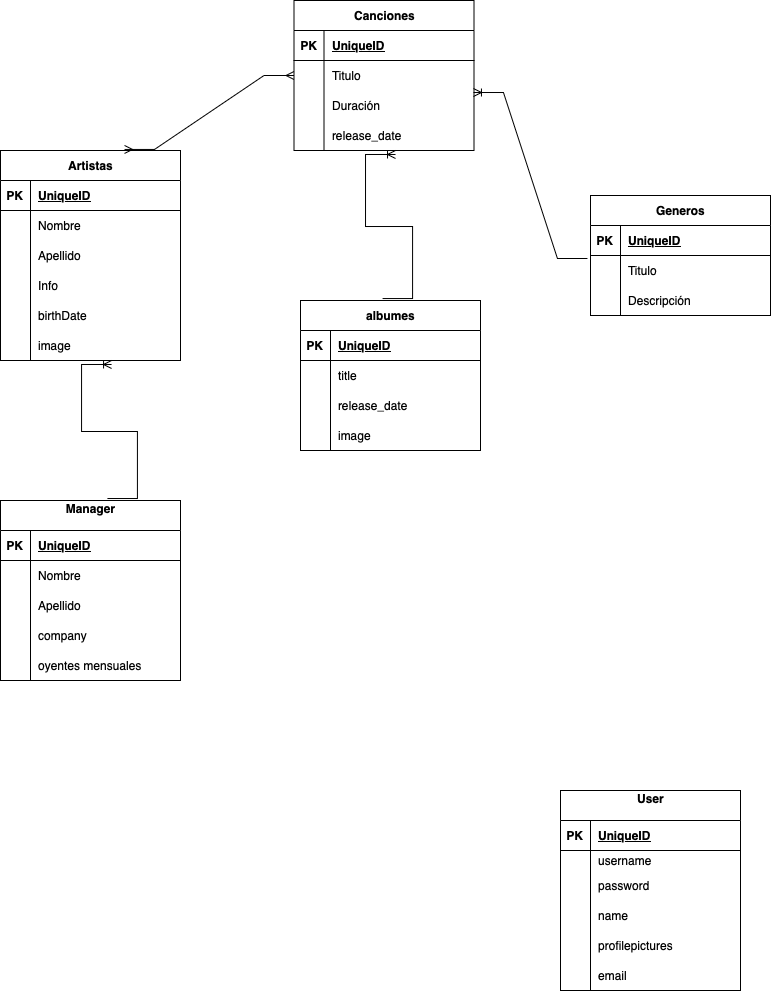 Canciones
PK UniqueID
Titulo
Duración
release_date
Artistas
PK UniqueID
Nombre
Apellido
Info
birthDate
image
Generos
PK UniqueID
Titulo
Descripción
albumes
PK UniqueID
title
release_date
image
Manager
PK UniqueID
Nombre
Apellido
company
oyentes mensuales
User
PK UniqueID
username
password
name
profilepictures
email